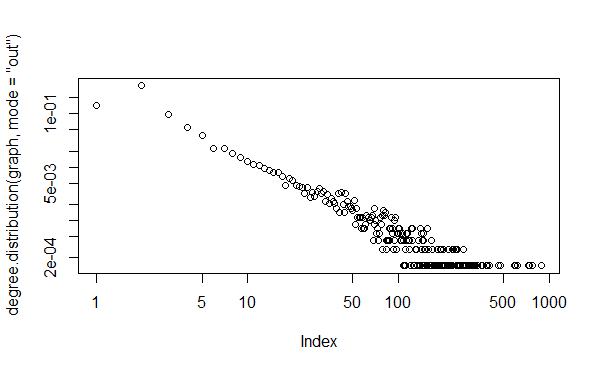 degree.distribution(graph, mode = "out")
1e-01
5e-03
2e-04
1 5 10 50 100 500 1000
Index